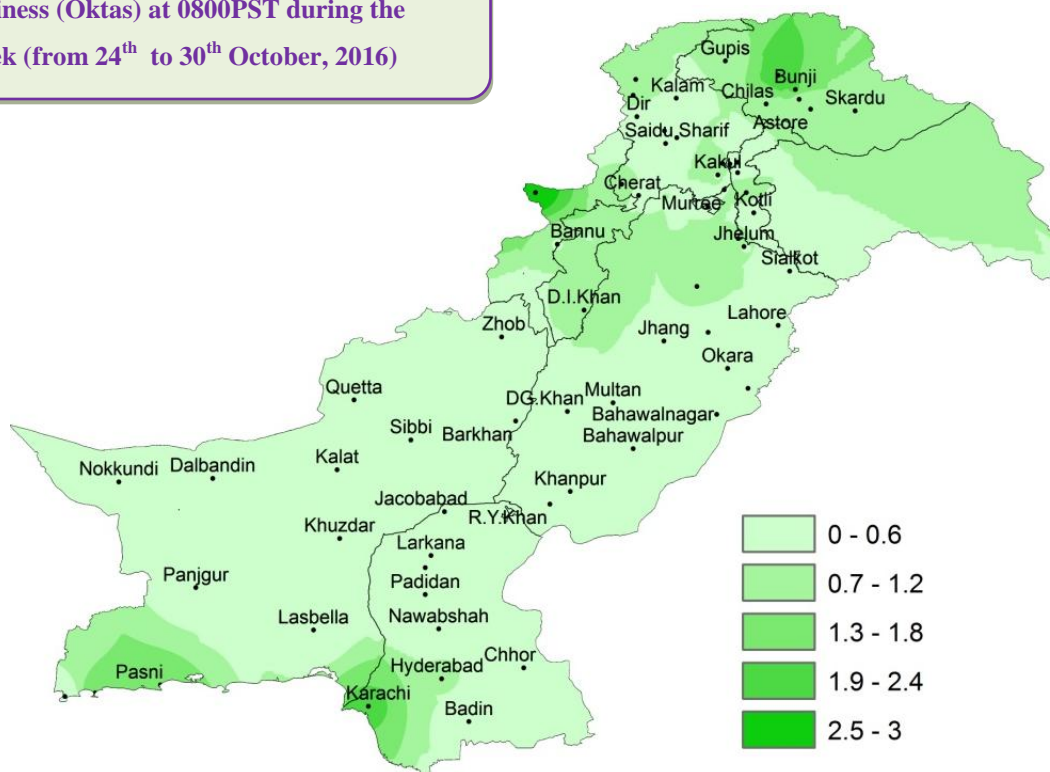 (Oktas) at 0800PST during the
(from 24th to 30th October, 2016)
Gupis
Bunji
Kalam
Chilas
Skardu
Dir
Astore
Saidu Sharif
Kakul
Cherat
Murree
Kotli
Bannu
Jhelum
Sialkot
D.I.Khan
Zhob
Lahore
Jhang
Okara
Quetta
DG.Khan
Multan
Bahawalnagar
Sibbi
Barkhan
Bahawalpur
Kalat
Nokkundi
Dalbandin
Khanpur
Jacobabad
R.Y.Khan
Khuzdar
Larkana
Panjgur
Padidan
Lasbella
Nawabshah
Chhor
Pasni
Hyderabad
Karachi
Badin
0 - 0.6
0.7 - 1.2
1.3 - 1.8
1.9 - 2.4
2.5 - 3